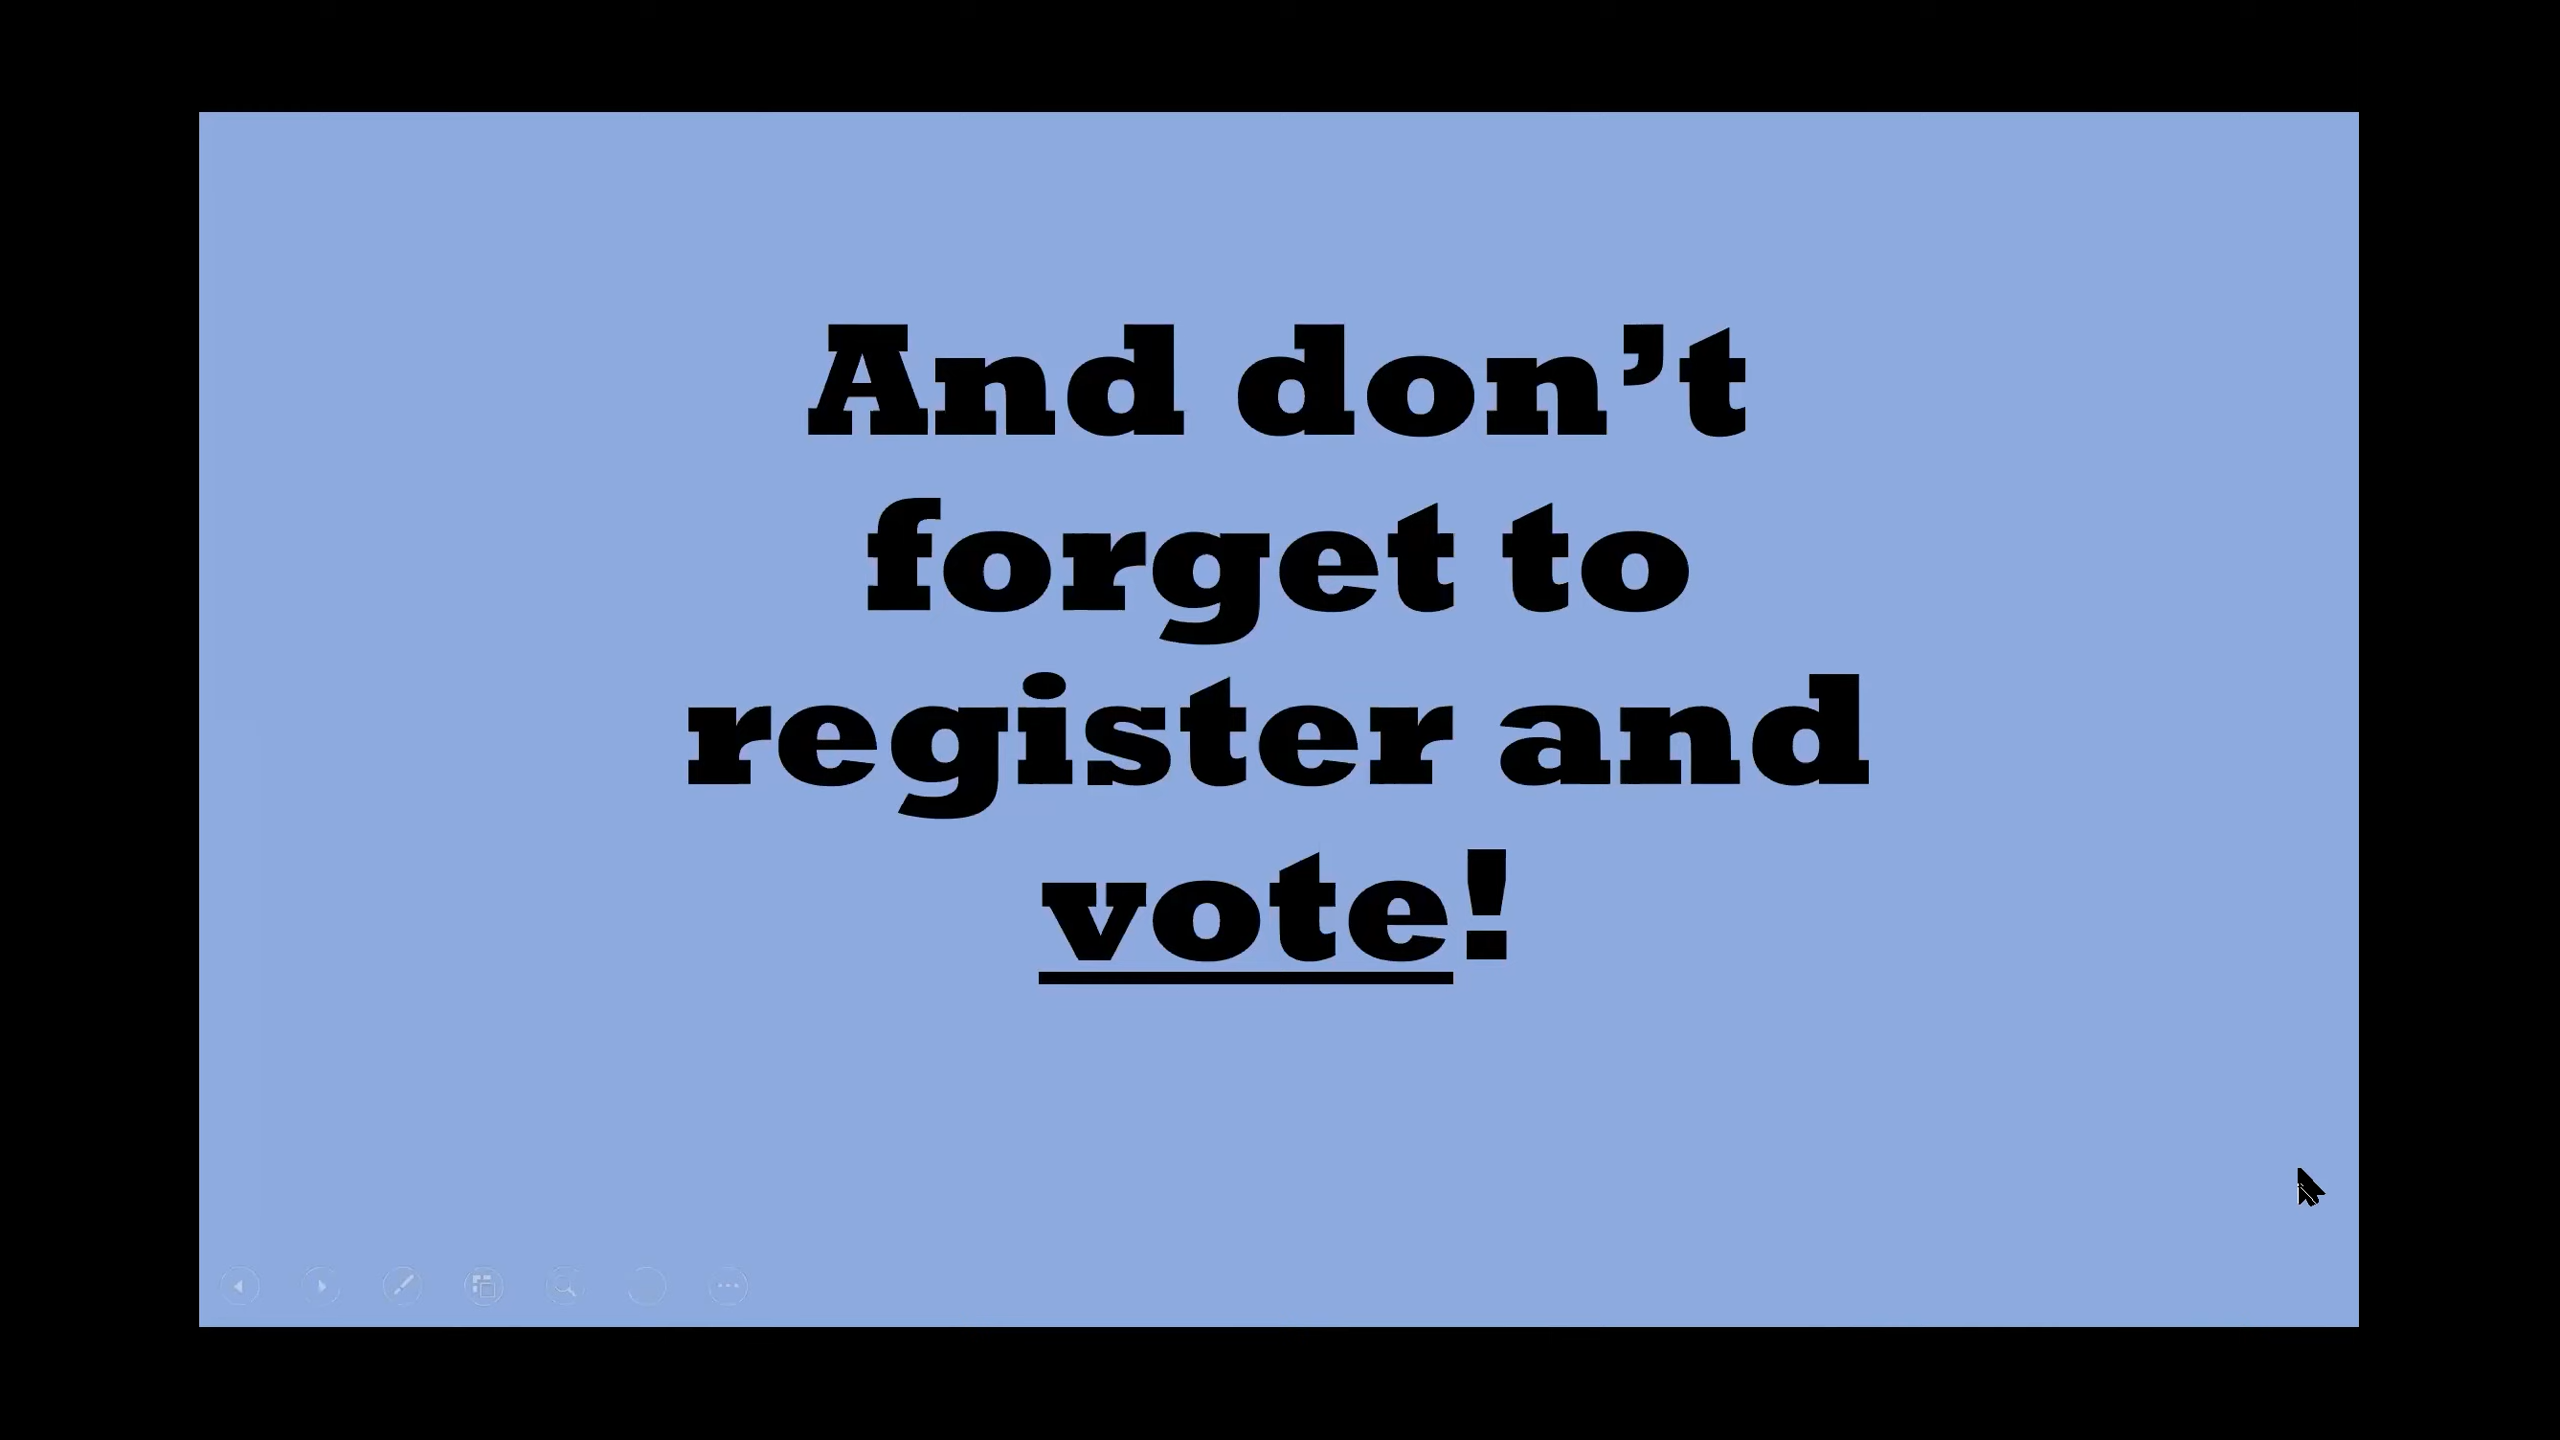 And don’t
forget to
register and
vote!